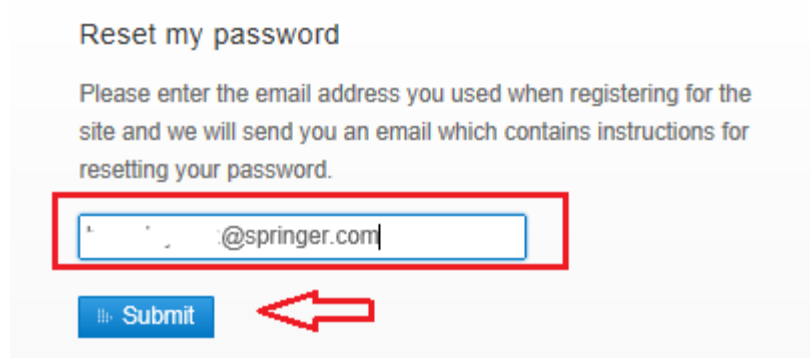 Reset my password
Please enter the email address you used when registering for the
site and we will send you an email which contains instructions for
resetting your password.
@springer.com
Submit